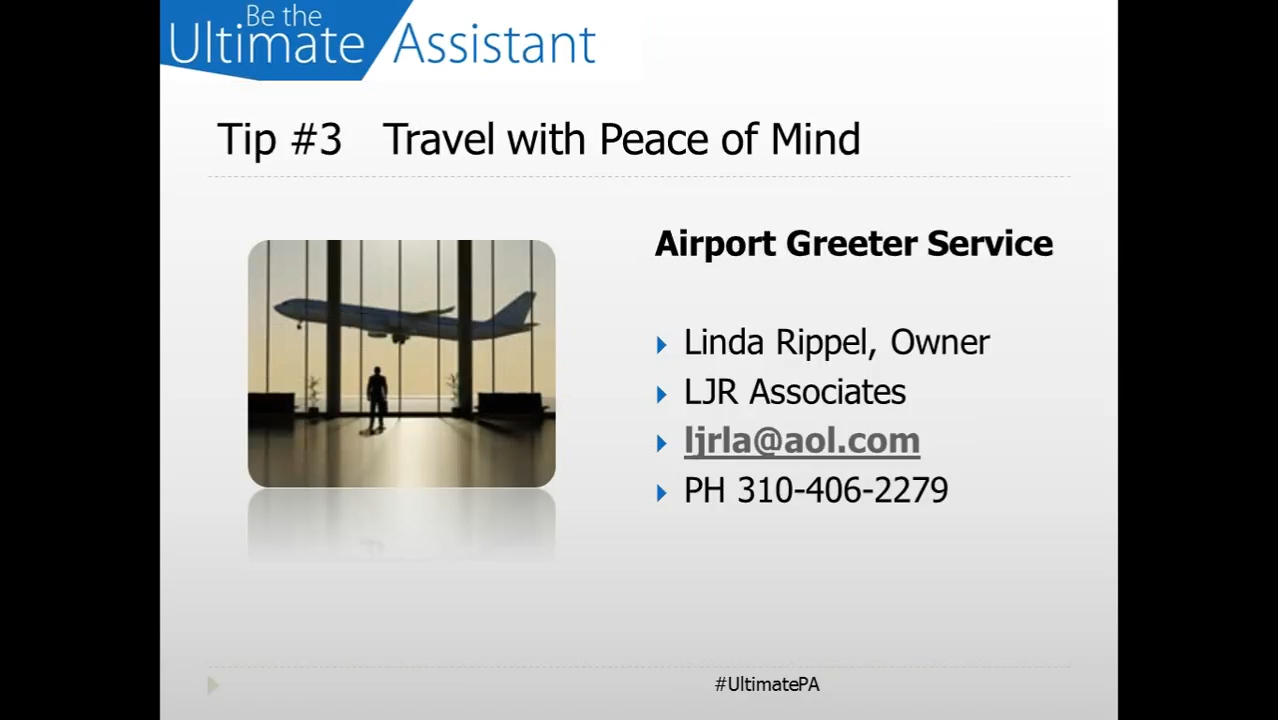 Be the
Ultimate Assistant
Tip #3 Travel with Peace of Mind
Airport Greeter Service
Linda Rippel, Owner
LJR Associates
ljrla@aol.com
PH 310-406-2279
#UltimatePA